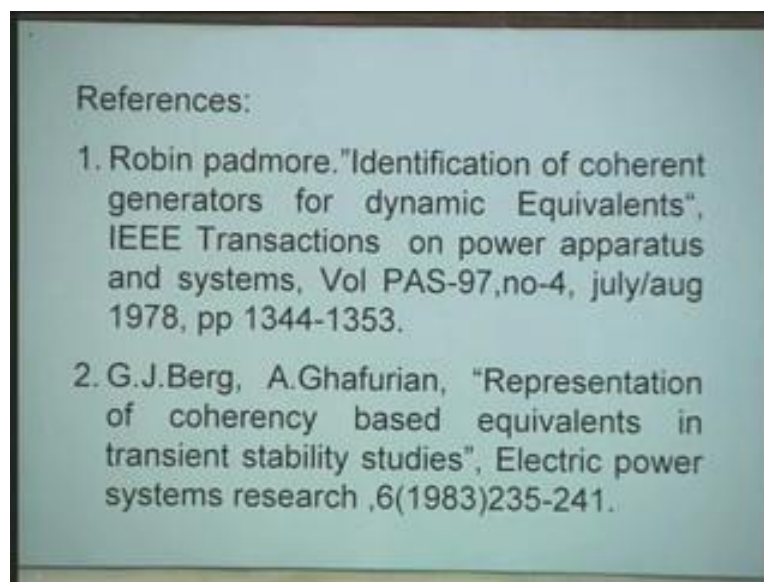 References:
1. Robin padmore."Identification of coherent
generators for dynamic Equivalents",
IEEE Transactions on power apparatus
and systems, Vol PAS-97,no-4, july/aug
1978, pp 1344-1353.
2. G.J.Berg, A.Ghafurian, "Representation
of coherency based equivalents in
transient stability studies", Electric power
systems research ,6(1983)235-241.